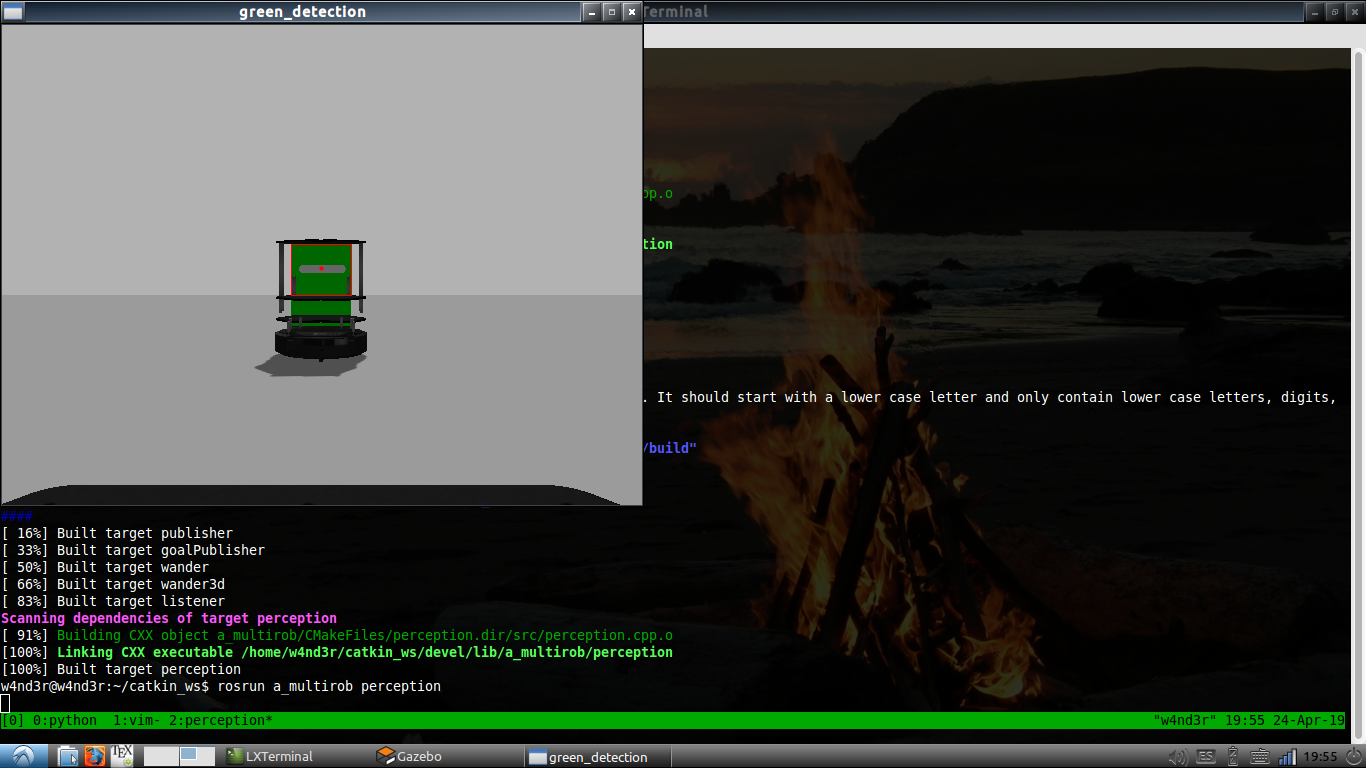 green_detection
Terminal
pp.o
tion
. It should start with a lower case letter and only contain lower case letters, digits,
/build"
####
[ 16%] Built target publisher
[ 33%] Built target goalPublisher
[ 50%] Built target wander
[ 66%] Built target wander3d
[ 83%] Built target listener
Scanning dependencies of target perception
[ 91%] Building CXX object a_multirob/CMakeFiles/perception.dir/src/perception.cpp.o
[100%] Linking CXX executable /home/w4nd3r/catkin_ws/devel/lib/a_multirob/perception
[100%] Built target perception
w4nd3r@w4nd3r:~/catkin_ws$ rosrun a_multirob perception
[0] 0:python  1:vim- 2:perception* "w4nd3r" 19:55 24-Apr-19
TEX LXTerminal Gazebo green_detection ES 19:55